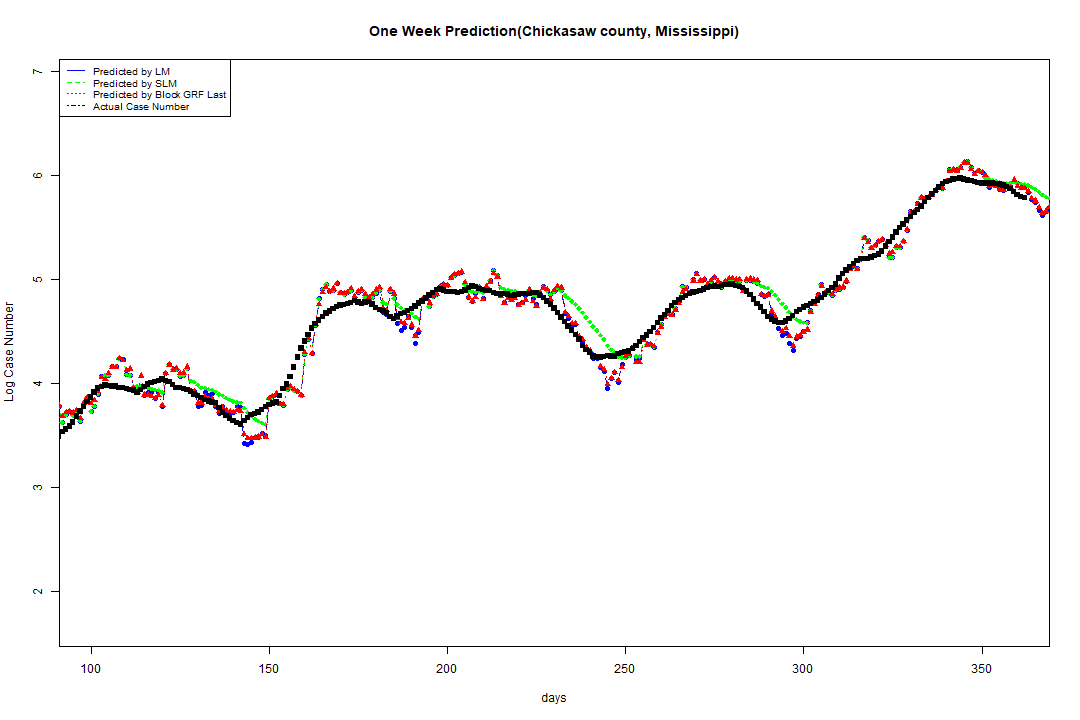 One Week Prediction(Chickasaw county, Mississippi)
7
Predicted by LM
Predicted by SLM
Predicted by Block GRF Last
Actual Case Number
6
5
4
3
2
Log Case Number
100 150 200 250 300 350
days